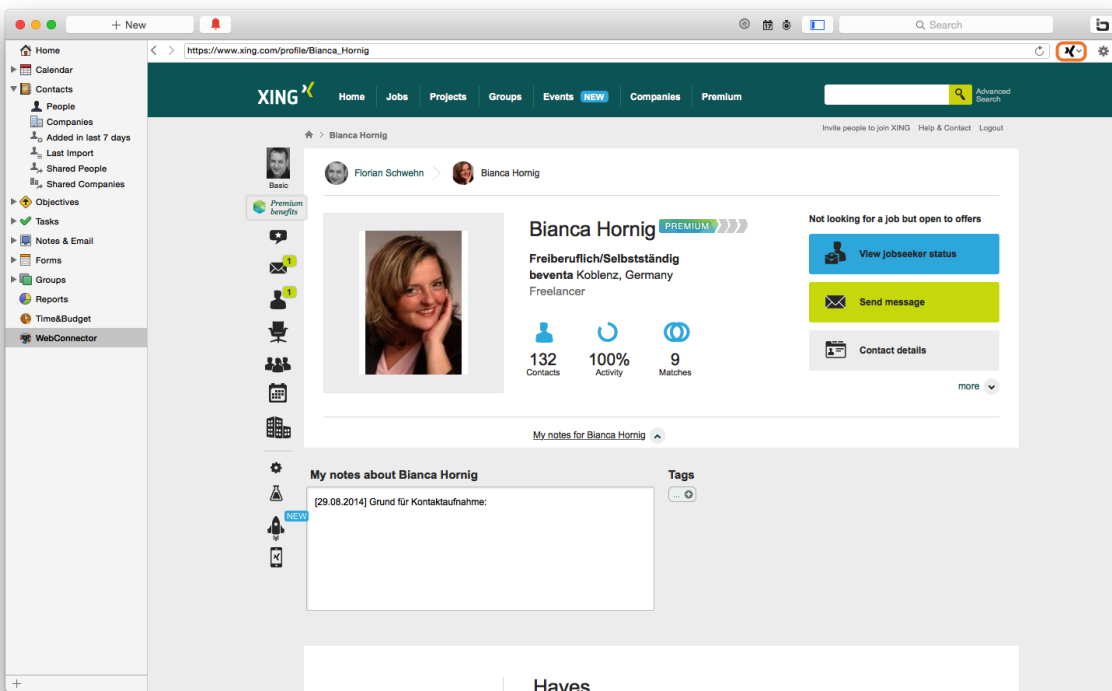 + New
Search
Home
https://www.xing.com/profile/Bianca_Hornig
Calendar
Contacts
People
Companies
Added in last 7 days
Last Import
Shared People
Shared Companies
Objectives
Tasks
Notes & Email
Forms
Groups
Reports
Time&Budget
WebConnector
XING
Home
Jobs
Projects
Groups
Events NEW
Companies
Premium
Advanced
Search
Invite people to join XING Help & Contact Logout
> Bianca Hornig
Basic
Premium
benefits
1
1
NEW
Florian Schwehn
Bianca Hornig
Bianca Hornig PREMIUM
Freiberuflich/Selbstständig
beventa Koblenz, Germany
Freelancer
132
Contacts
100%
Activity
9
Matches
Not looking for a job but open to offers
View jobseeker status
Send message
Contact details
more
My notes for Bianca Hornig
My notes about Bianca Hornig
Tags
[29.08.2014] Grund für Kontaktaufnahme:
...
Haves
+